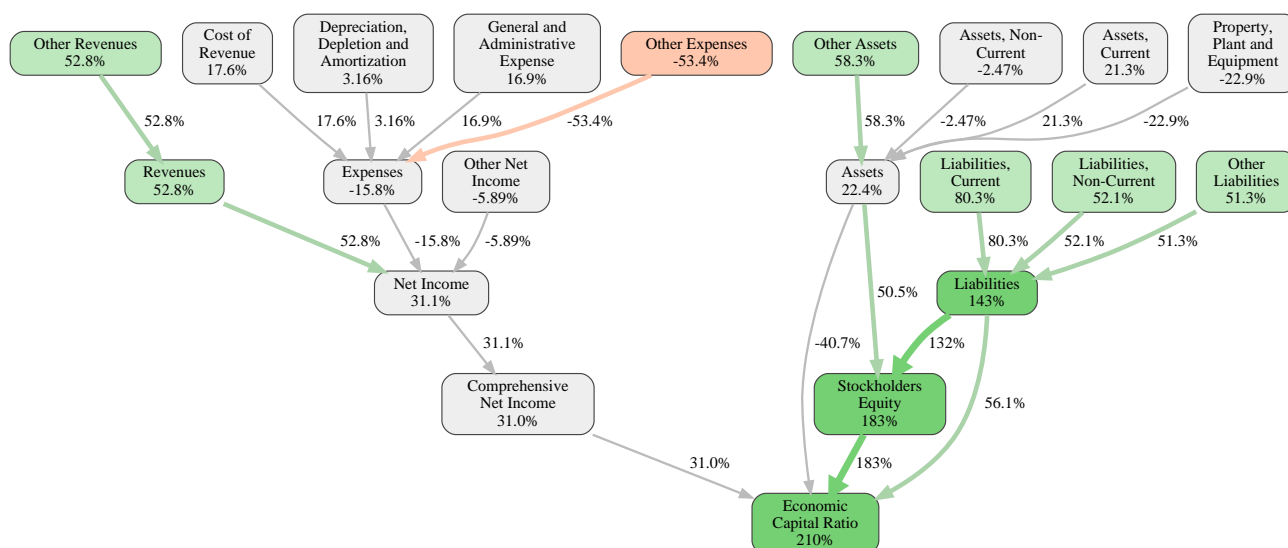 Other Revenues
52.8%
Cost of
Revenue
17.6%
Depreciation,
Depletion and
Amortization
3.16%
General and
Administrative
Expense
16.9%
Other Expenses
-53.4%
Other Assets
58.3%
Assets, Non-
Current
-2.47%
Assets,
Current
21.3%
Property,
Plant and
Equipment
-22.9%
52.8%
17.6%
3.16%
16.9%
-53.4%
58.3%
-2.47%
21.3%
-22.9%
Revenues
52.8%
Expenses
-15.8%
Other Net
Income
-5.89%
Assets
22.4%
Liabilities,
Current
80.3%
Liabilities,
Non-Current
52.1%
Other
Liabilities
51.3%
52.8%
-15.8%
-5.89%
80.3%
52.1%
51.3%
Net Income
31.1%
50.5%
Liabilities
143%
31.1%
-40.7%
132%
Comprehensive
Net Income
31.0%
Stockholders
Equity
183%
56.1%
31.0%
183%
Economic
Capital Ratio
210%